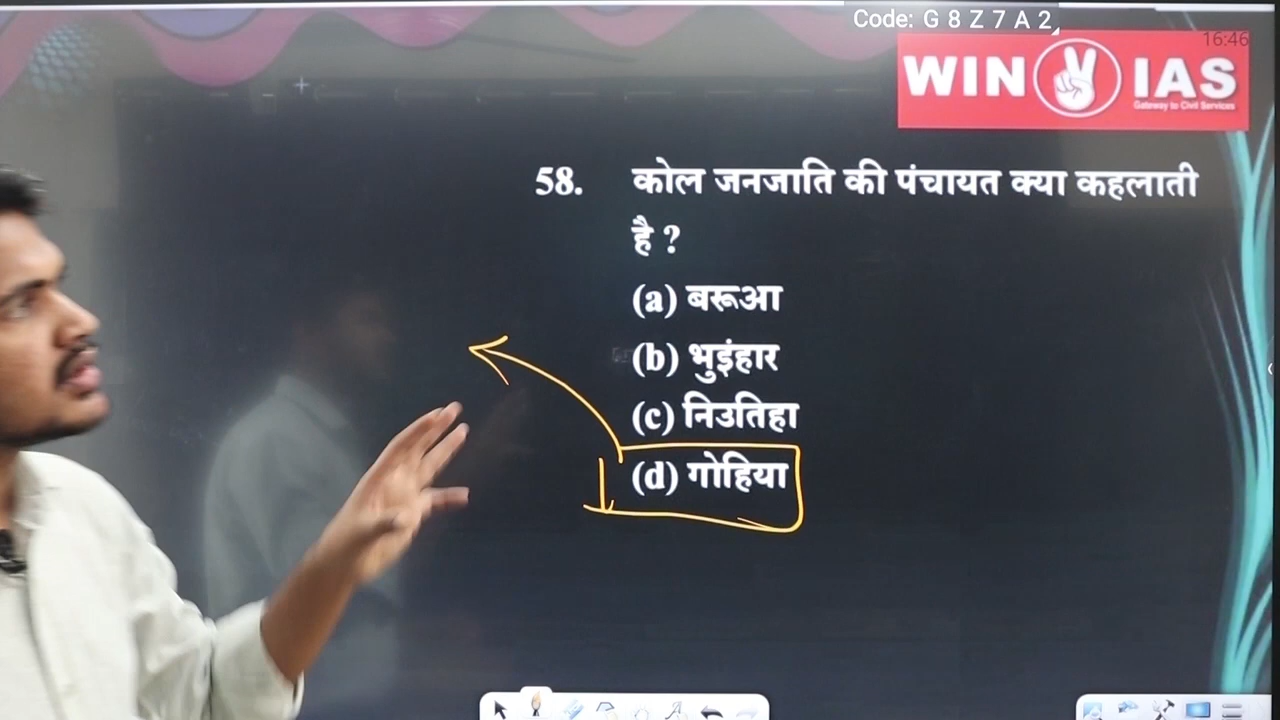 Code: G 8 Z 7 A 2
16:46
WIN IAS
Gateway to Civil Services
58. कोल जनजाति की पंचायत क्या कहलाती
है ?
(a) बरूआ
(b) भुइंहार
(c) निउतिहा
(d) गोहिया